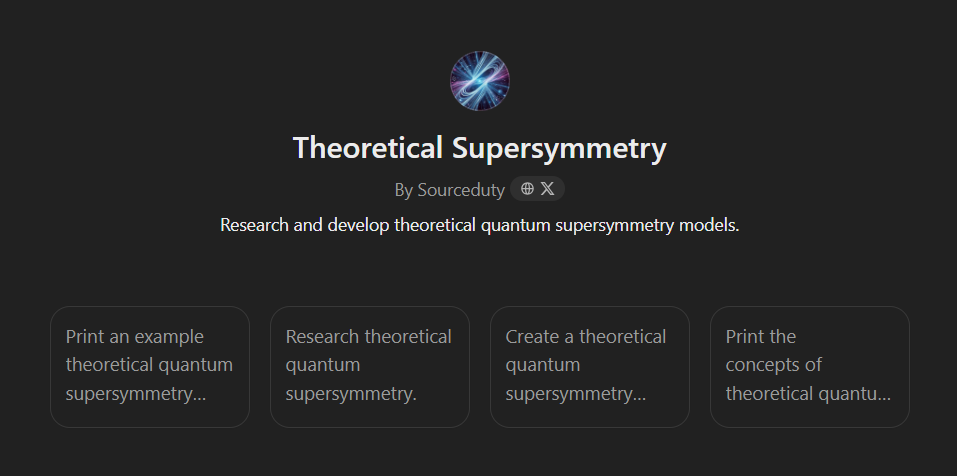 Theoretical Supersymmetry
By Sourceduty
Research and develop theoretical quantum supersymmetry models.
Print an example
theoretical quantum
supersymmetry...
Research theoretical
quantum
supersymmetry.
Create a theoretical
quantum
supersymmetry...
Print the
concepts of
theoretical quantu...